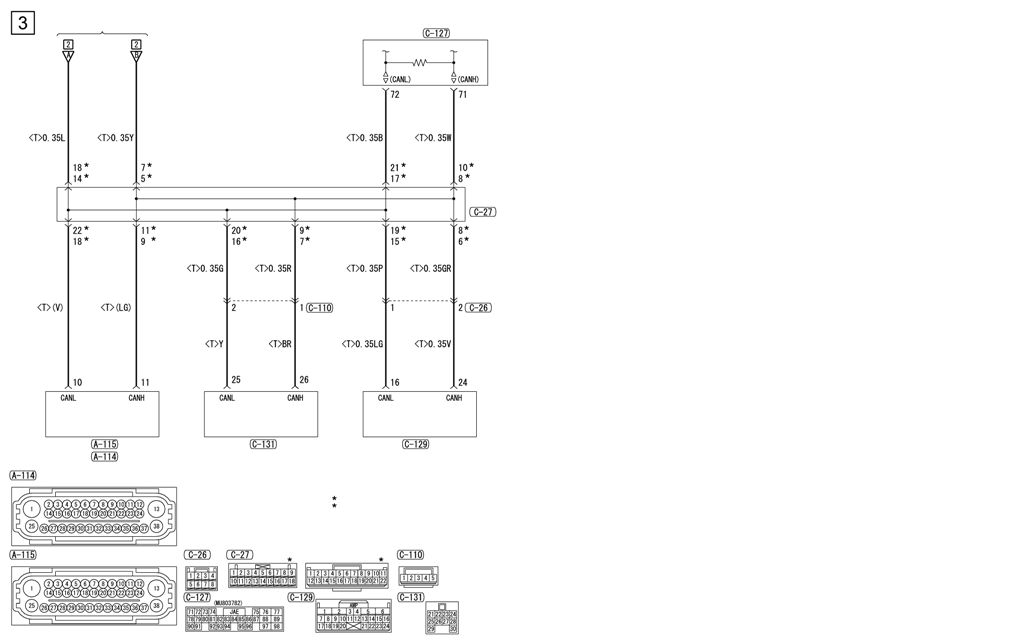 3
2 2 C-127
A B
(CANL) (CANH)
72 71
<T>0.35L <T>0.35Y <T>0.35B <T>0.35W
18* 7* 21* 10*
14* 5* 17* 8*
C-27
22* 11* 20* 9* 19* 8*
18* 9* 16* 7* 15* 6*
<T>0.35G <T>0.35R <T>0.35P <T>0.35GR
<T>(V) <T>(LG) 2 1 C-110 1 2 C-26
<T>Y <T>BR <T>0.35LG <T>0.35V
10 11 25 26 16 24
CANL CANH CANL CANH CANL CANH
A-115 C-131 C-129
A-114
A-114
1 2 3 4 5 6 7 8 9 10 11 12 13
14 15 16 17 18 19 20 21 22 23 24
25 26 27 28 29 30 31 32 33 34 35 36 37 38
*
*
A-115
1 2 3 4 5 6 7 8 9 10 11 12 13
14 15 16 17 18 19 20 21 22 23 24
25 26 27 28 29 30 31 32 33 34 35 36 37 38
C-26
1 2 3 4
5 6 7 8
C-27
*
1 2 3 4 5 6 7 8 9
10 11 12 13 14 15 16 17 18
*
1 2 3 4 5 6 7 8 9 10 11
12 13 14 15 16 17 18 19 20 21 22
C-110
1 2 3 4 5
C-127
(MU803782)
71 72 73 74 JAE 75 76 77
78 79 80 81 82 83 84 85 86 87 88 89
90 91 92 93 94 95 96 97 98
C-129
AMP
1 2 3 4 5 6
7 8 9 10 11 12 13 14 15 16
17 18 19 20 21 22 23 24
C-131
21 22 23 24
25 26 27 28
29 30